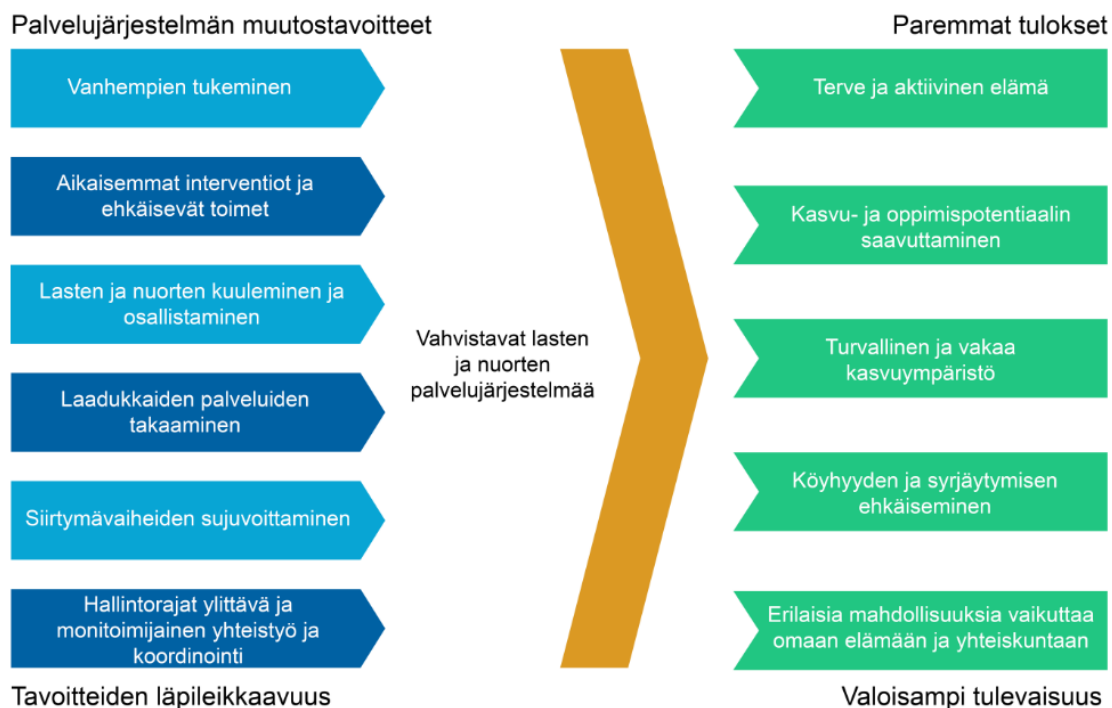 Palvelujärjestelmän muutostavoitteet
Vanhempien tukeminen
Aikaisemmat interventiot ja
ehkäisevät toimet
Lasten ja nuorten kuuleminen ja
osallistaminen
Laadukkaiden palveluiden
takaaminen
Siirtymävaiheiden sujuvoittaminen
Hallintorajat ylittävä ja
monitoimijainen yhteistyö ja
koordinointi
Tavoitteiden läpileikkaavuus
Vahvistavat lasten
ja nuorten
palvelujärjestelmää
Paremmat tulokset
Terve ja aktiivinen elämä
Kasvu- ja oppimispotentiaalin
saavuttaminen
Turvallinen ja vakaa
kasvuympäristö
Köyhyyden ja syrjäytymisen
ehkäiseminen
Erilaisia mahdollisuuksia vaikuttaa
omaan elämään ja yhteiskuntaan
Valoisampi tulevaisuus